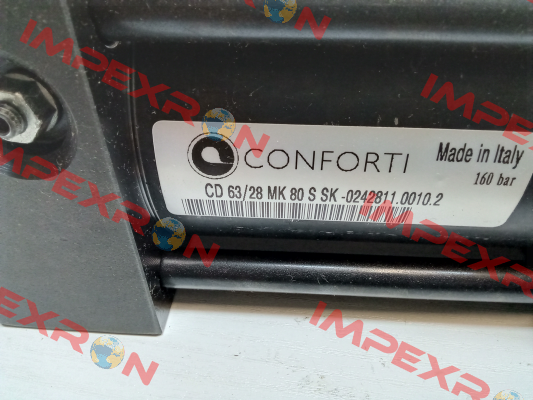 CONFORTI
Made in Italy
160 bar
CD 63/28 MK 80 S SK -0242811.0010.2
IMPEXRON
IMPEXRON
IMPEXRON
IMPEXRON
IMPEXRON